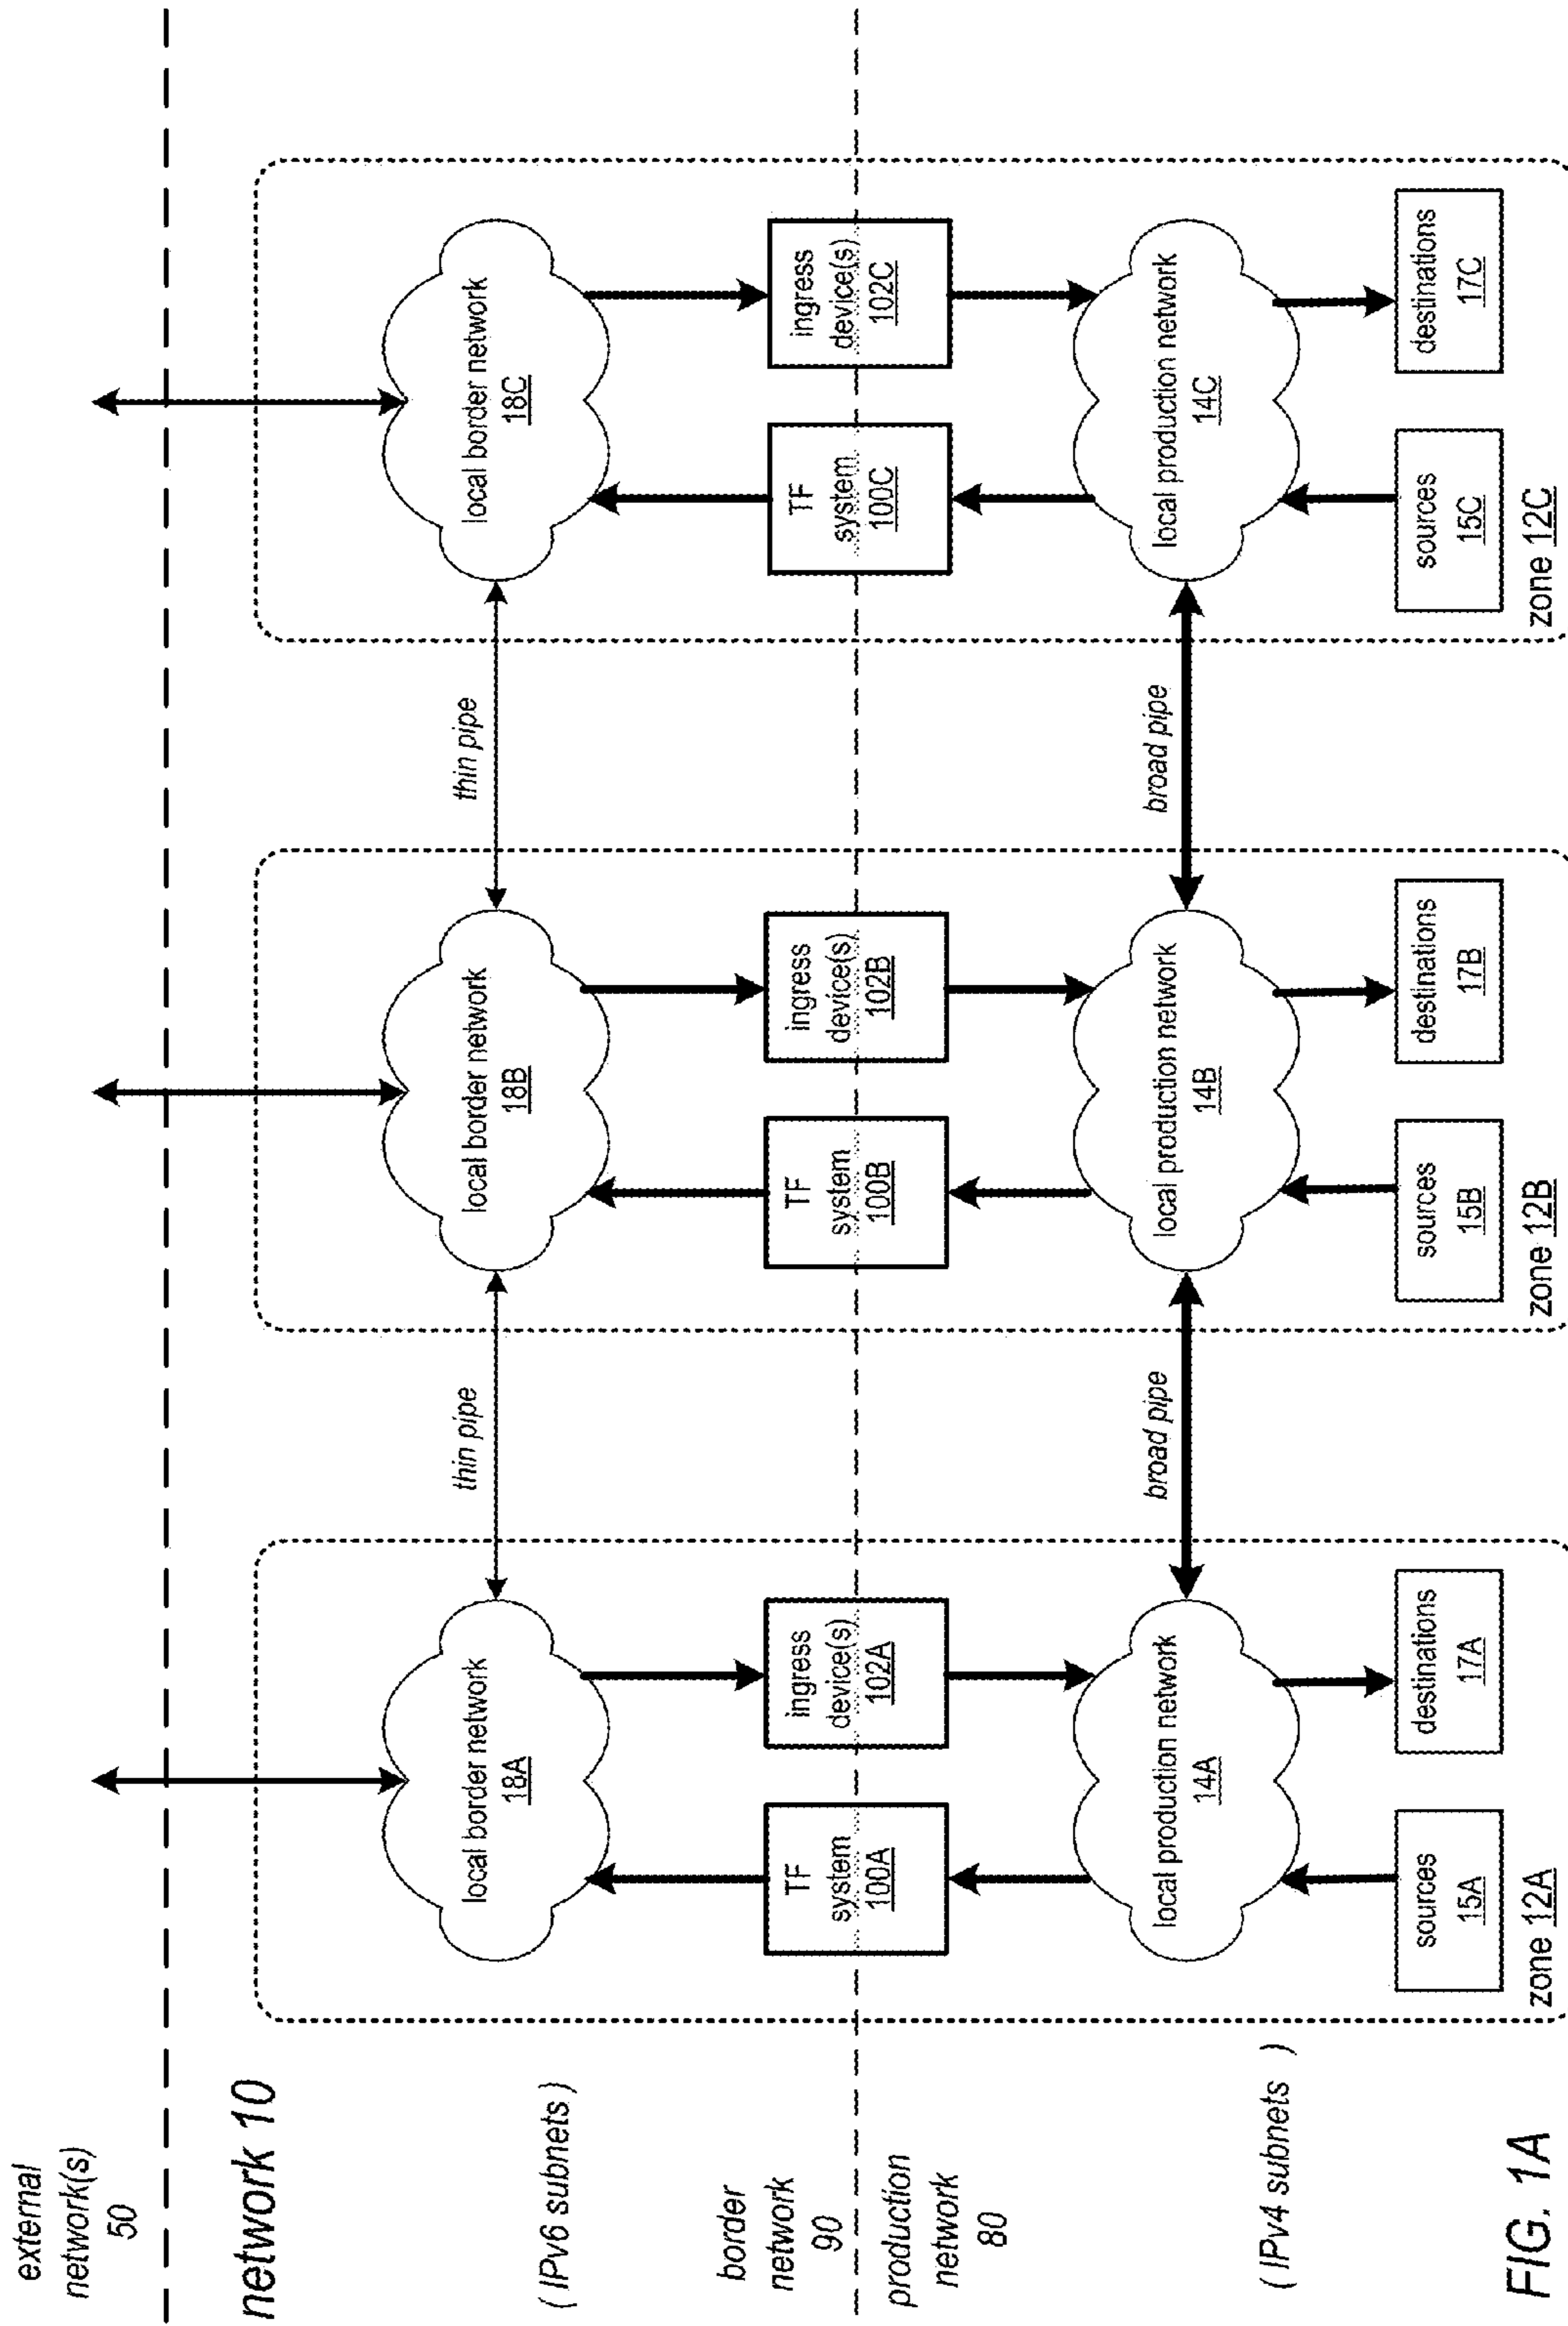 external
network(s)
50
network 10
( IPv6 subnets )
border
network
90
production
network
80
( IPv4 subnets )
local border network
18A
thin pipe
local border network
18B
thin pipe
local border network
18C
TF
system
100A
ingress
device(s)
102A
TF
system
100B
ingress
device(s)
102B
TF
system
100C
ingress
device(s)
102C
local production network
14A
broad pipe
local production network
14B
broad pipe
local production network
14C
sources
15A
destinations
17A
sources
15B
destinations
17B
sources
15C
destinations
17C
zone 12A
zone 12B
zone 12C
FIG. 1A